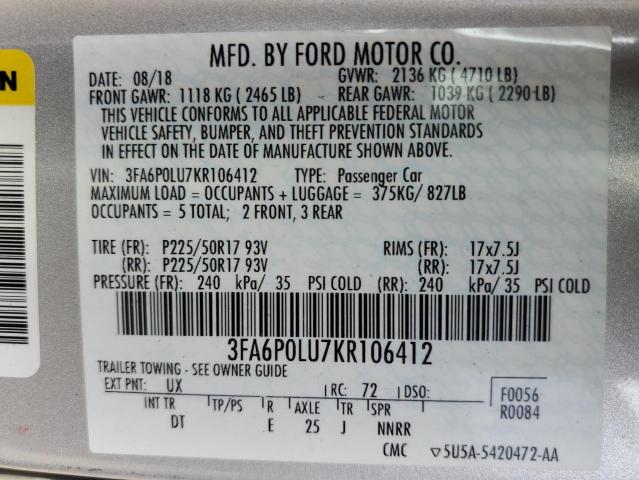 N
MFD. BY FORD MOTOR CO.
DATE: 08/18 GVWR: 2136 KG ( 4710 LB)
FRONT GAWR: 1118 KG ( 2465 LB) REAR GAWR: 1039 KG ( 2290 LB)
THIS VEHICLE CONFORMS TO ALL APPLICABLE FEDERAL MOTOR
VEHICLE SAFETY, BUMPER, AND THEFT PREVENTION STANDARDS
IN EFFECT ON THE DATE OF MANUFACTURE SHOWN ABOVE.
VIN: 3FA6P0LU7KR106412 TYPE: Passenger Car
MAXIMUM LOAD = OCCUPANTS + LUGGAGE = 375KG/ 827LB
OCCUPANTS = 5 TOTAL; 2 FRONT, 3 REAR
TIRE (FR): P225/50R17 93V RIMS (FR): 17x7.5J
(RR): P225/50R17 93V (RR): 17x7.5J
PRESSURE (FR): 240 kPa/ 35 PSI COLD (RR): 240 kPa/ 35 PSI COLD
3FA6P0LU7KR106412
TRAILER TOWING - SEE OWNER GUIDE
EXT PNT: UX RC: 72 DSO: F0056
INT TR TP/PS R AXLE TR SPR R0084
DT E 25 J NNRR
CMC ▽5U5A-5420472-AA